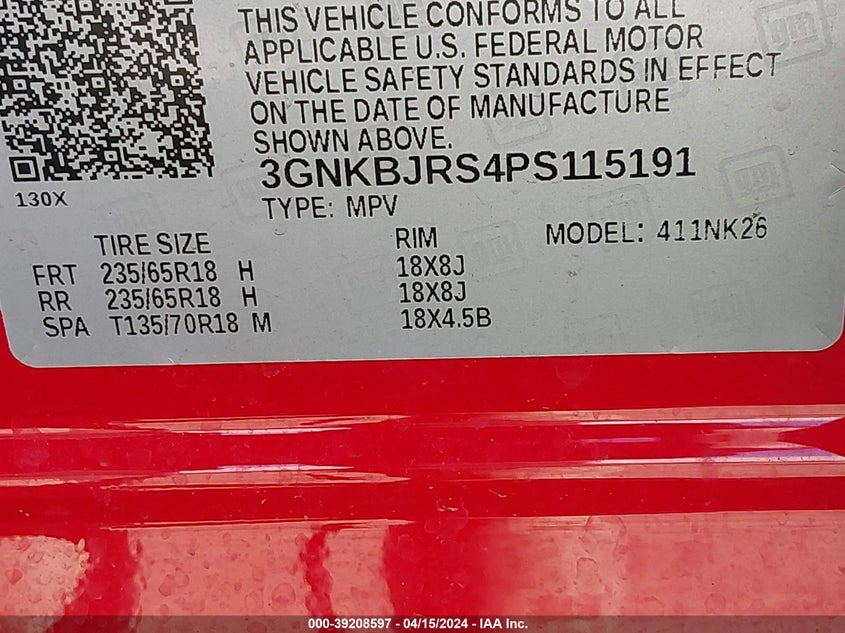 THIS VEHICLE CONFORMS TO ALL
APPLICABLE U.S. FEDERAL MOTOR
VEHICLE SAFETY STANDARDS IN EFFECT
ON THE DATE OF MANUFACTURE
SHOWN ABOVE.
3GNKBJRS4PS115191
130X
TYPE: MPV
TIRE SIZE RIM MODEL: 411NK26
FRT 235/65R18 H 18X8J
RR 235/65R18 H 18X8J
SPA T135/70R18 M 18X4.5B
gm
000-39208597 - 04/15/2024 - IAA Inc.